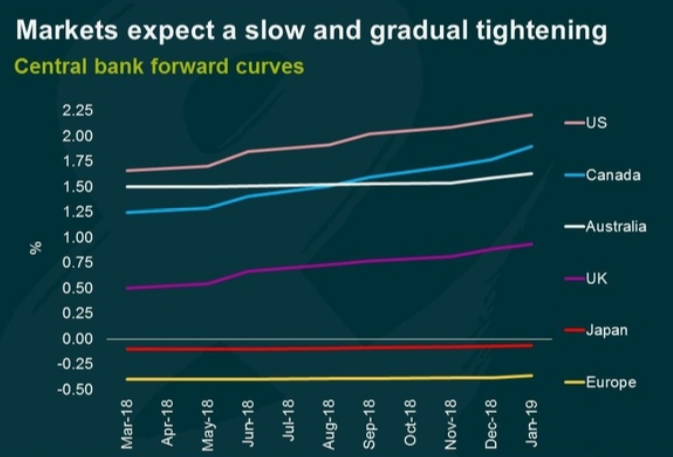 Markets expect a slow and gradual tightening
Central bank forward curves
%
2.25
2.00
1.75
1.50
1.25
1.00
0.75
0.50
0.25
0.00
-0.25
-0.50
Mar-18
Apr-18
May-18
Jun-18
Jul-18
Aug-18
Sep-18
Oct-18
Nov-18
Dec-18
Jan-19
US
Canada
Australia
UK
Japan
Europe